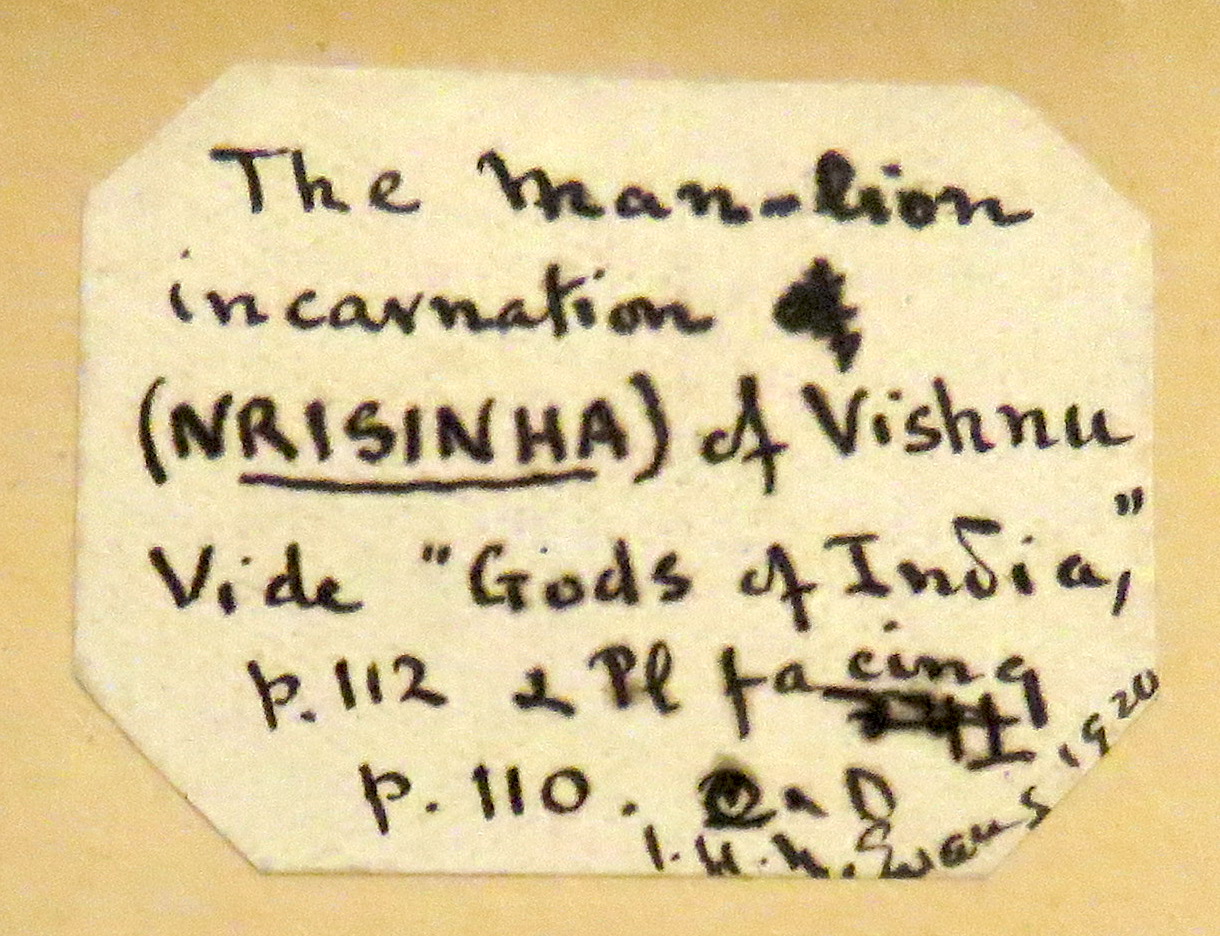 The Man-lion
incarnation
(NRISINHA) of Vishnu
Vide "Gods of India,"
p. 112 & Pl facing
p. 110.
I. H. N. Evans 1920